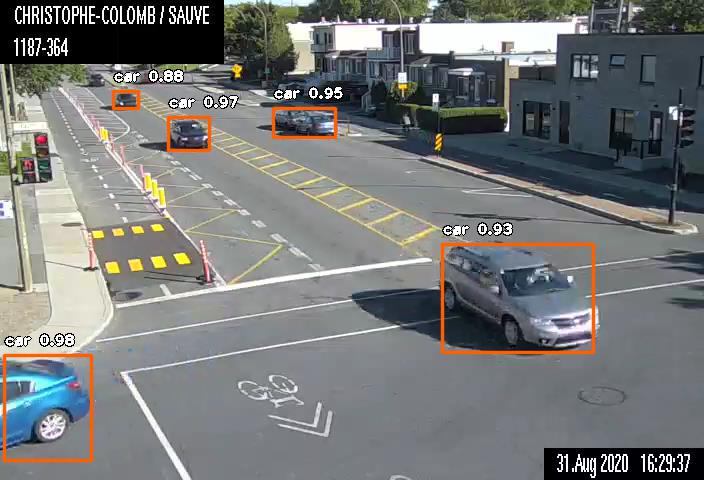 CHRISTOPHE-COLOMB / SAUVE
1187-364
car 0.88
car 0.97
car 0.95
car 0.93
car 0.98
31.Aug 2020 16:29:37